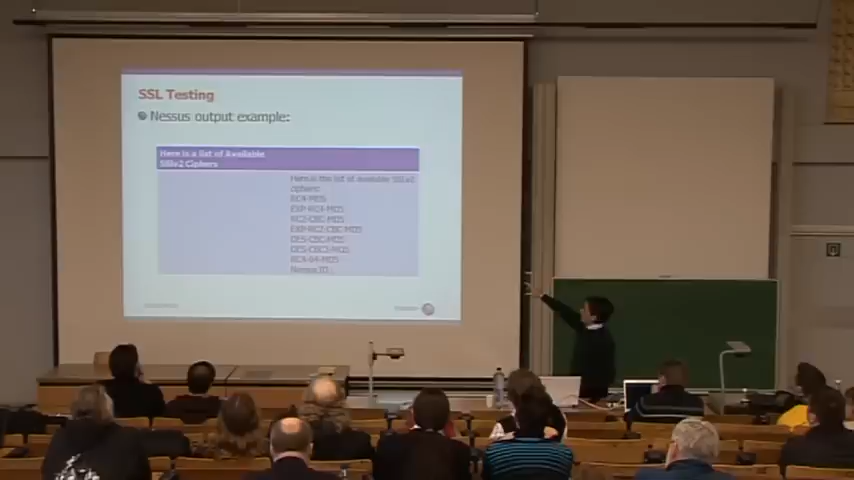 SSL Testing
Nessus output example:
Here is a list of Available
SSLv2 Ciphers
Here is the list of available SSLv2
ciphers:
RC4-MD5
EXP-RC4-MD5
RC2-CBC-MD5
EXP-RC2-CBC-MD5
DES-CBC-MD5
DES-CBC3-MD5
RC4-64-MD5
Nessus ID :